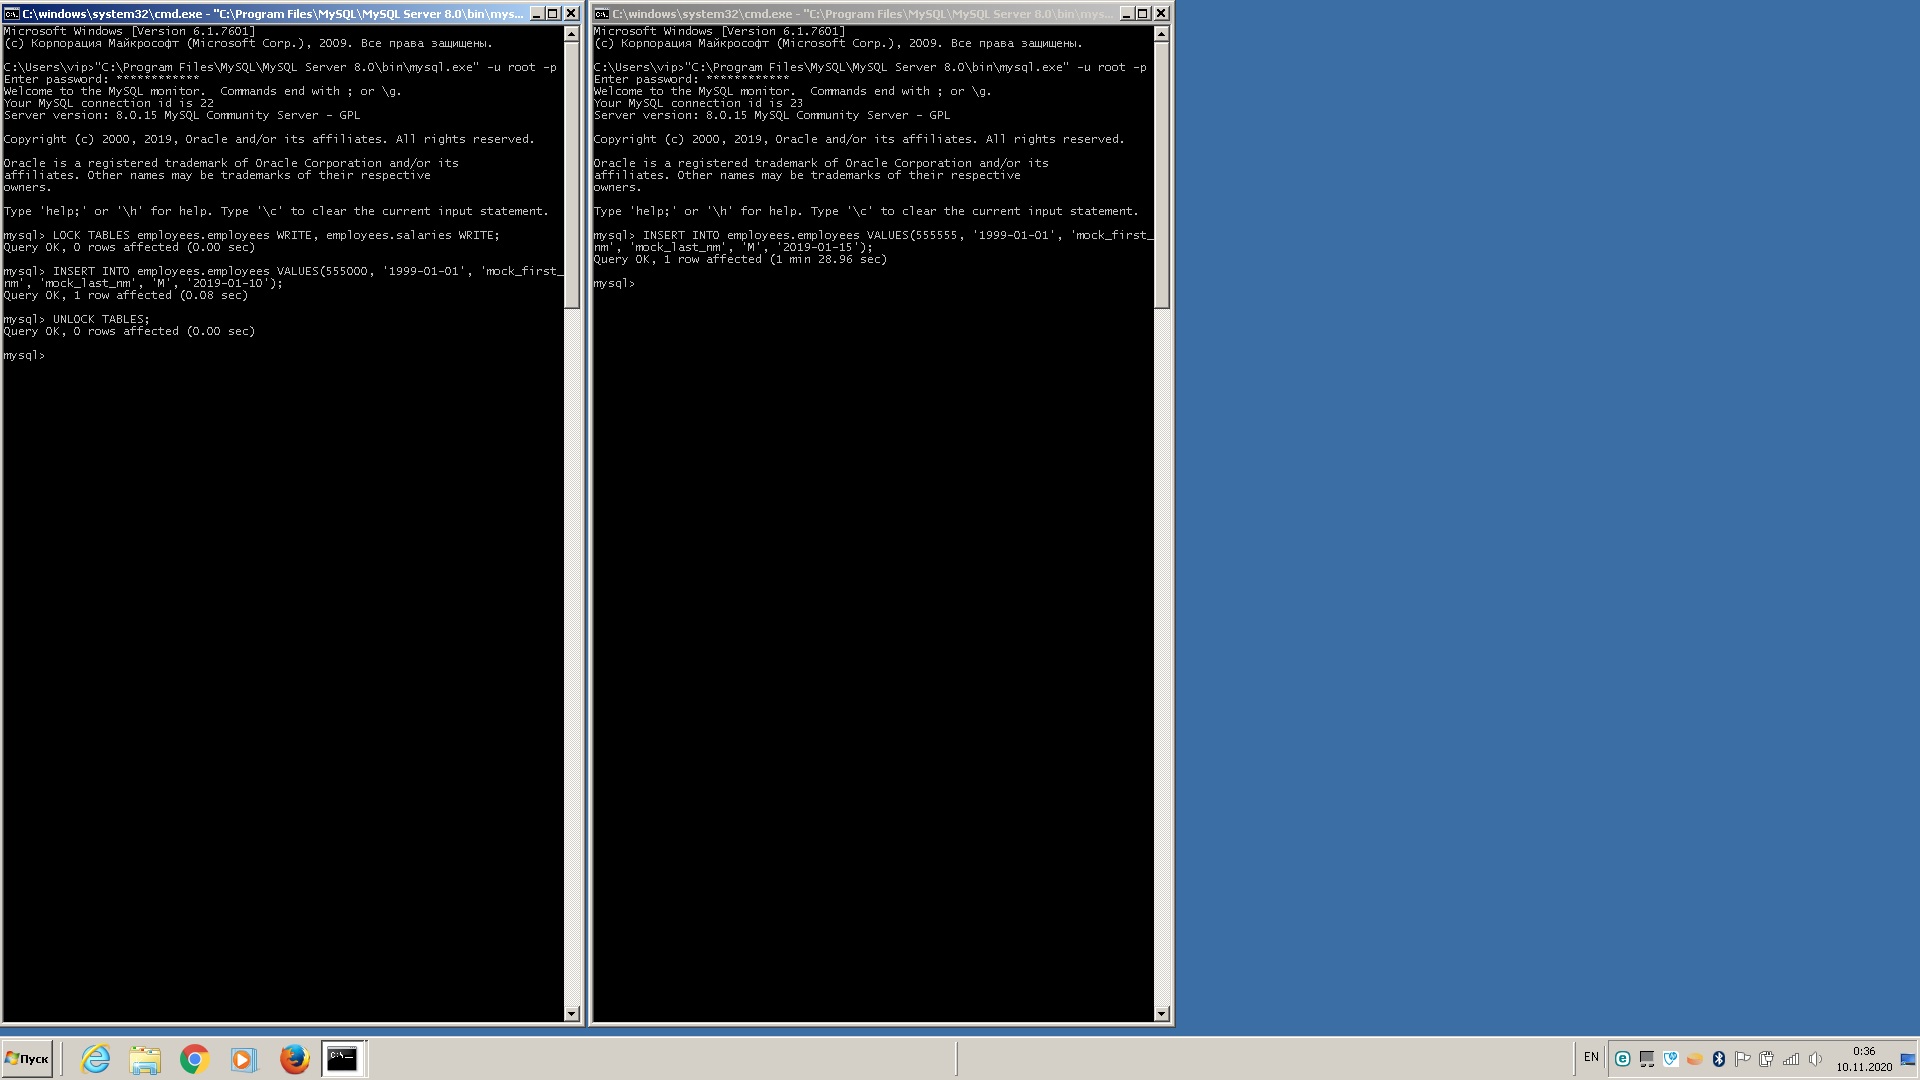 C:\windows\system32\cmd.exe - "C:\Program Files\MySQL\MySQL Server 8.0\bin\mys...
Microsoft Windows [Version 6.1.7601]
(c) Корпорация Майкрософт (Microsoft Corp.), 2009. Все права защищены.
C:\Users\vip>"C:\Program Files\MySQL\MySQL Server 8.0\bin\mysql.exe" -u root -p
Enter password: ************
Welcome to the MySQL monitor.  Commands end with ; or \g.
Your MySQL connection id is 22
Server version: 8.0.15 MySQL Community Server - GPL
Copyright (c) 2000, 2019, Oracle and/or its affiliates. All rights reserved.
Oracle is a registered trademark of Oracle Corporation and/or its
affiliates. Other names may be trademarks of their respective
owners.
Type 'help;' or '\h' for help. Type '\c' to clear the current input statement.
mysql> LOCK TABLES employees.employees WRITE, employees.salaries WRITE;
Query OK, 0 rows affected (0.00 sec)
mysql> INSERT INTO employees.employees VALUES(555000, '1999-01-01', 'mock_first_
nm', 'mock_last_nm', 'M', '2019-01-10');
Query OK, 1 row affected (0.08 sec)
mysql> UNLOCK TABLES;
Query OK, 0 rows affected (0.00 sec)
mysql>
C:\windows\system32\cmd.exe - "C:\Program Files\MySQL\MySQL Server 8.0\bin\mys...
Microsoft Windows [Version 6.1.7601]
(c) Корпорация Майкрософт (Microsoft Corp.), 2009. Все права защищены.
C:\Users\vip>"C:\Program Files\MySQL\MySQL Server 8.0\bin\mysql.exe" -u root -p
Enter password: ************
Welcome to the MySQL monitor.  Commands end with ; or \g.
Your MySQL connection id is 23
Server version: 8.0.15 MySQL Community Server - GPL
Copyright (c) 2000, 2019, Oracle and/or its affiliates. All rights reserved.
Oracle is a registered trademark of Oracle Corporation and/or its
affiliates. Other names may be trademarks of their respective
owners.
Type 'help;' or '\h' for help. Type '\c' to clear the current input statement.
mysql> INSERT INTO employees.employees VALUES(555555, '1999-01-01', 'mock_first_
nm', 'mock_last_nm', 'M', '2019-01-15');
Query OK, 1 row affected (1 min 28.96 sec)
mysql>
Пуск
EN
0:36
10.11.2020